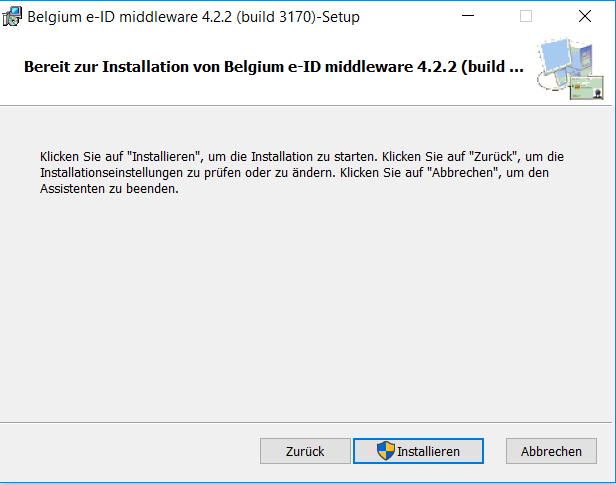 Belgium e-ID middleware 4.2.2 (build 3170)-Setup
Bereit zur Installation von Belgium e-ID middleware 4.2.2 (build ...
Klicken Sie auf "Installieren", um die Installation zu starten. Klicken Sie auf "Zurück", um die
Installationseinstellungen zu prüfen oder zu ändern. Klicken Sie auf "Abbrechen", um den
Assistenten zu beenden.
Zurück
Installieren
Abbrechen